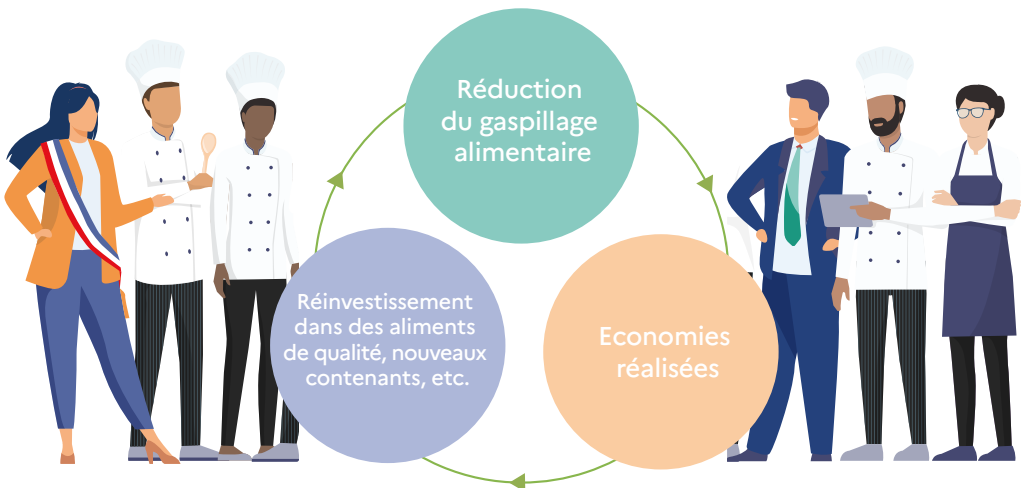 Réduction
du gaspillage
alimentaire
Economies
réalisées
Réinvestissement
dans des aliments
de qualité, nouveaux
contenants, etc.